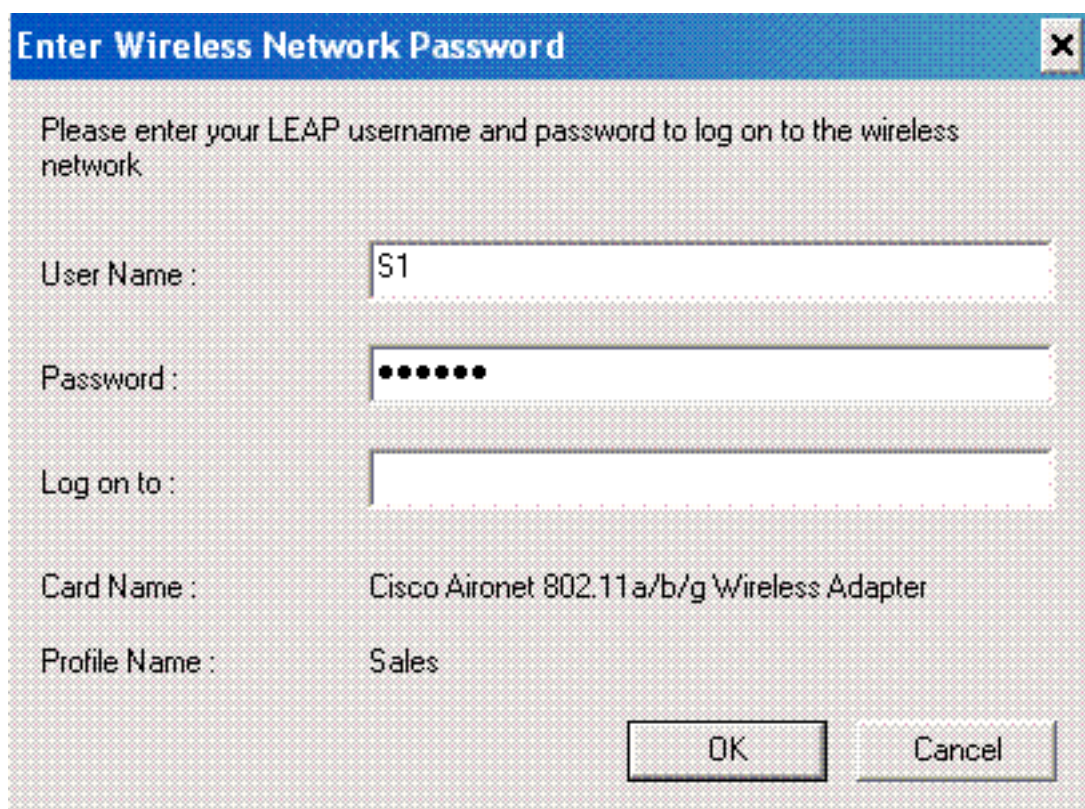 Enter Wireless Network Password
Please enter your LEAP username and password to log on to the wireless
network
User Name : S1
Password : ••••••
Log on to :
Card Name : Cisco Aironet 802.11a/b/g Wireless Adapter
Profile Name : Sales
OK Cancel